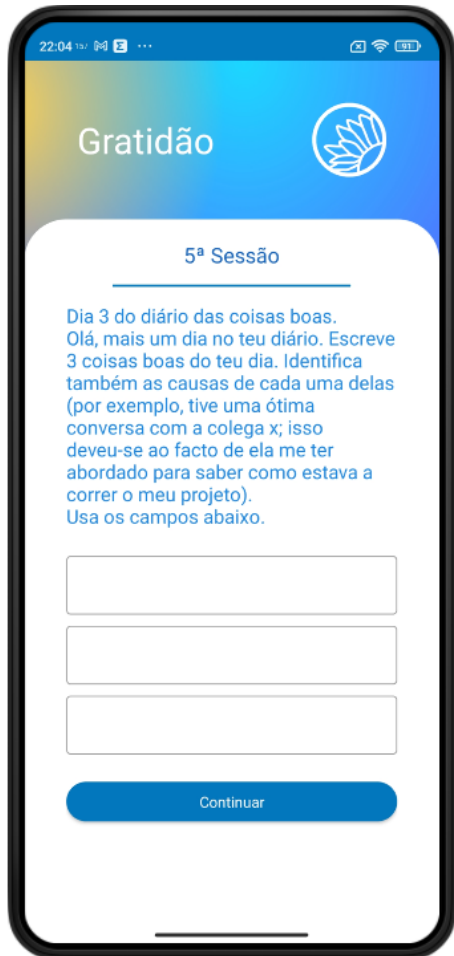 22:04
Gratidão
5ª Sessão
Dia 3 do diário das coisas boas.
Olá, mais um dia no teu diário. Escreve
3 coisas boas do teu dia. Identifica
também as causas de cada uma delas
(por exemplo, tive uma ótima
conversa com a colega x; isso
deveu-se ao facto de ela me ter
abordado para saber como estava a
correr o meu projeto).
Usa os campos abaixo.
Continuar